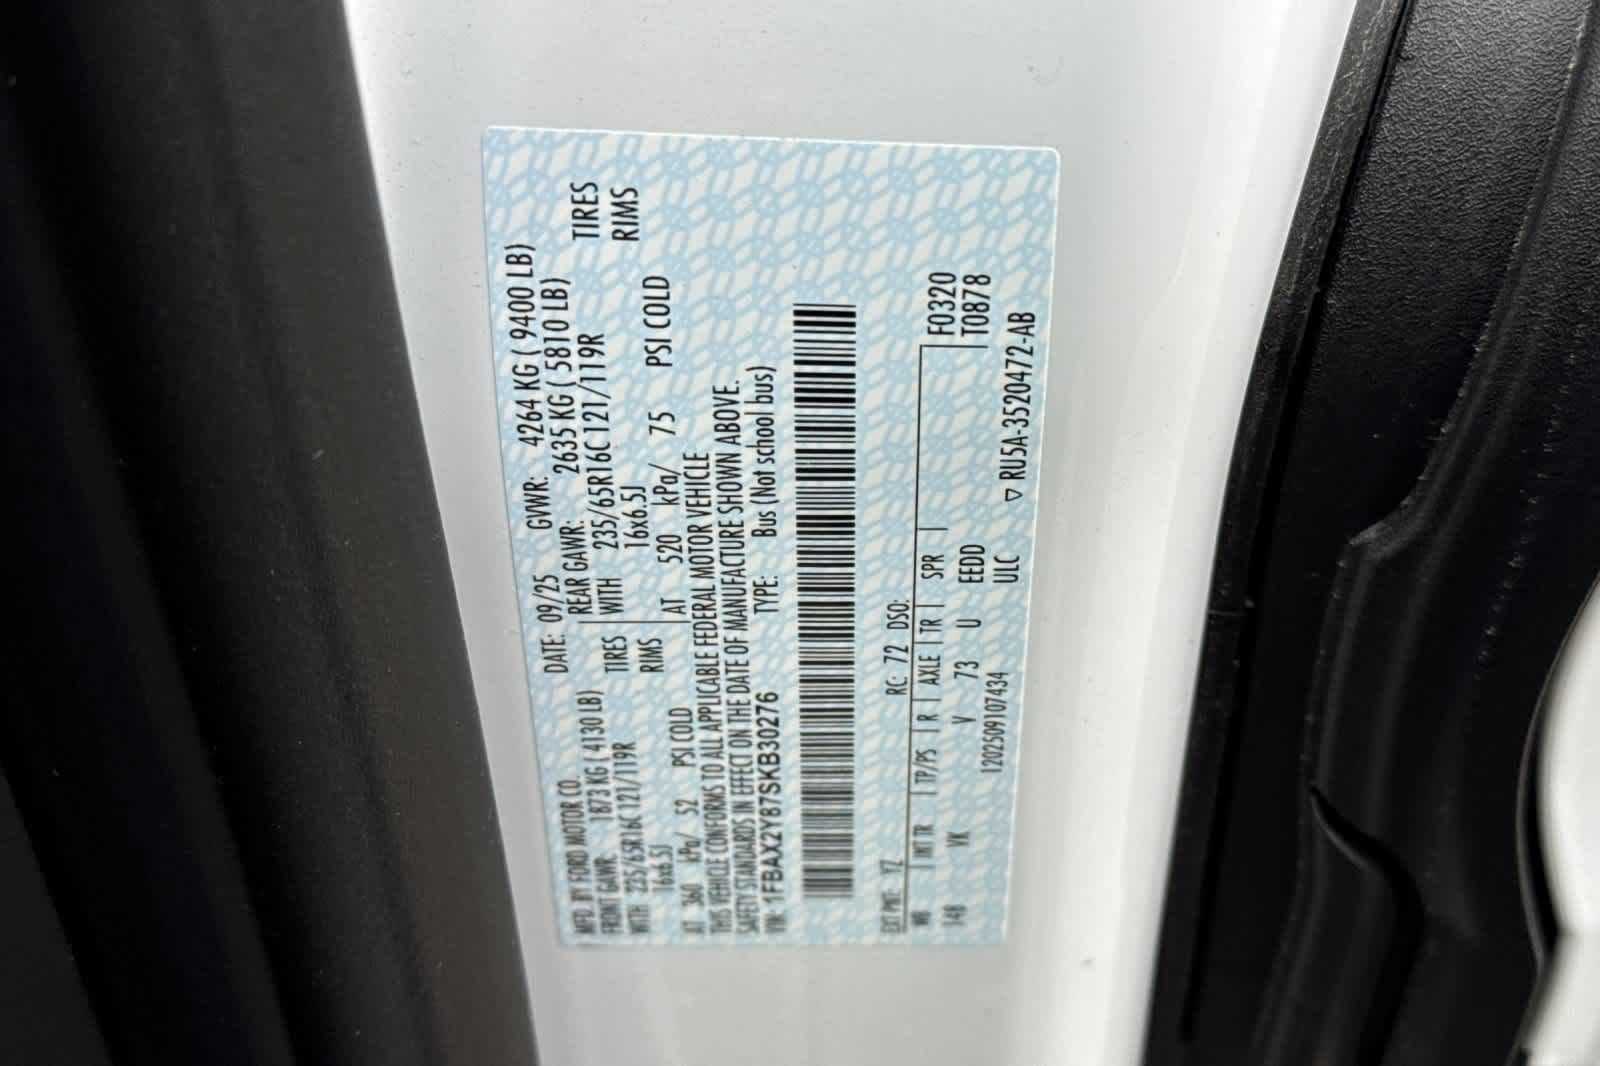 MFD. BY FORD MOTOR CO.
DATE: 09/25 GVWR: 4264 KG ( 9400 LB)
FRONT GAWR: 1873 KG ( 4130 LB) REAR GAWR: 2635 KG ( 5810 LB)
WITH 225/65R16C 121/119R TIRES WITH 235/65R16C 121/119R TIRES
16x6.5J RIMS 16x6.5J RIMS
AT 360 kPa/ 52 PSI COLD AT 520 kPa/ 75 PSI COLD
THIS VEHICLE CONFORMS TO ALL APPLICABLE FEDERAL MOTOR VEHICLE
SAFETY STANDARDS IN EFFECT ON THE DATE OF MANUFACTURE SHOWN ABOVE.
VIN: 1FBAX2Y87SKB30276 TYPE: Bus (Not school bus)
EXT PNT: YZ RC: 72 DSO: F0320
WB INT TR TP/PS R AXLE TR SPR T0878
148 VK V 73 U EEDD
1202509107434 ULC ▽ RU5A-3520472-AB